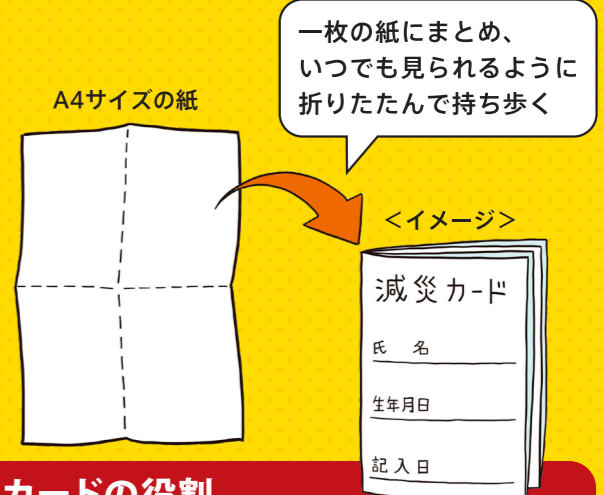 一枚の紙にまとめ、
いつでも見られるように
折りたたんで持ち歩く
A4サイズの紙
＜イメージ＞
減災カード
氏 名
生年月日
記入日
カードの役割